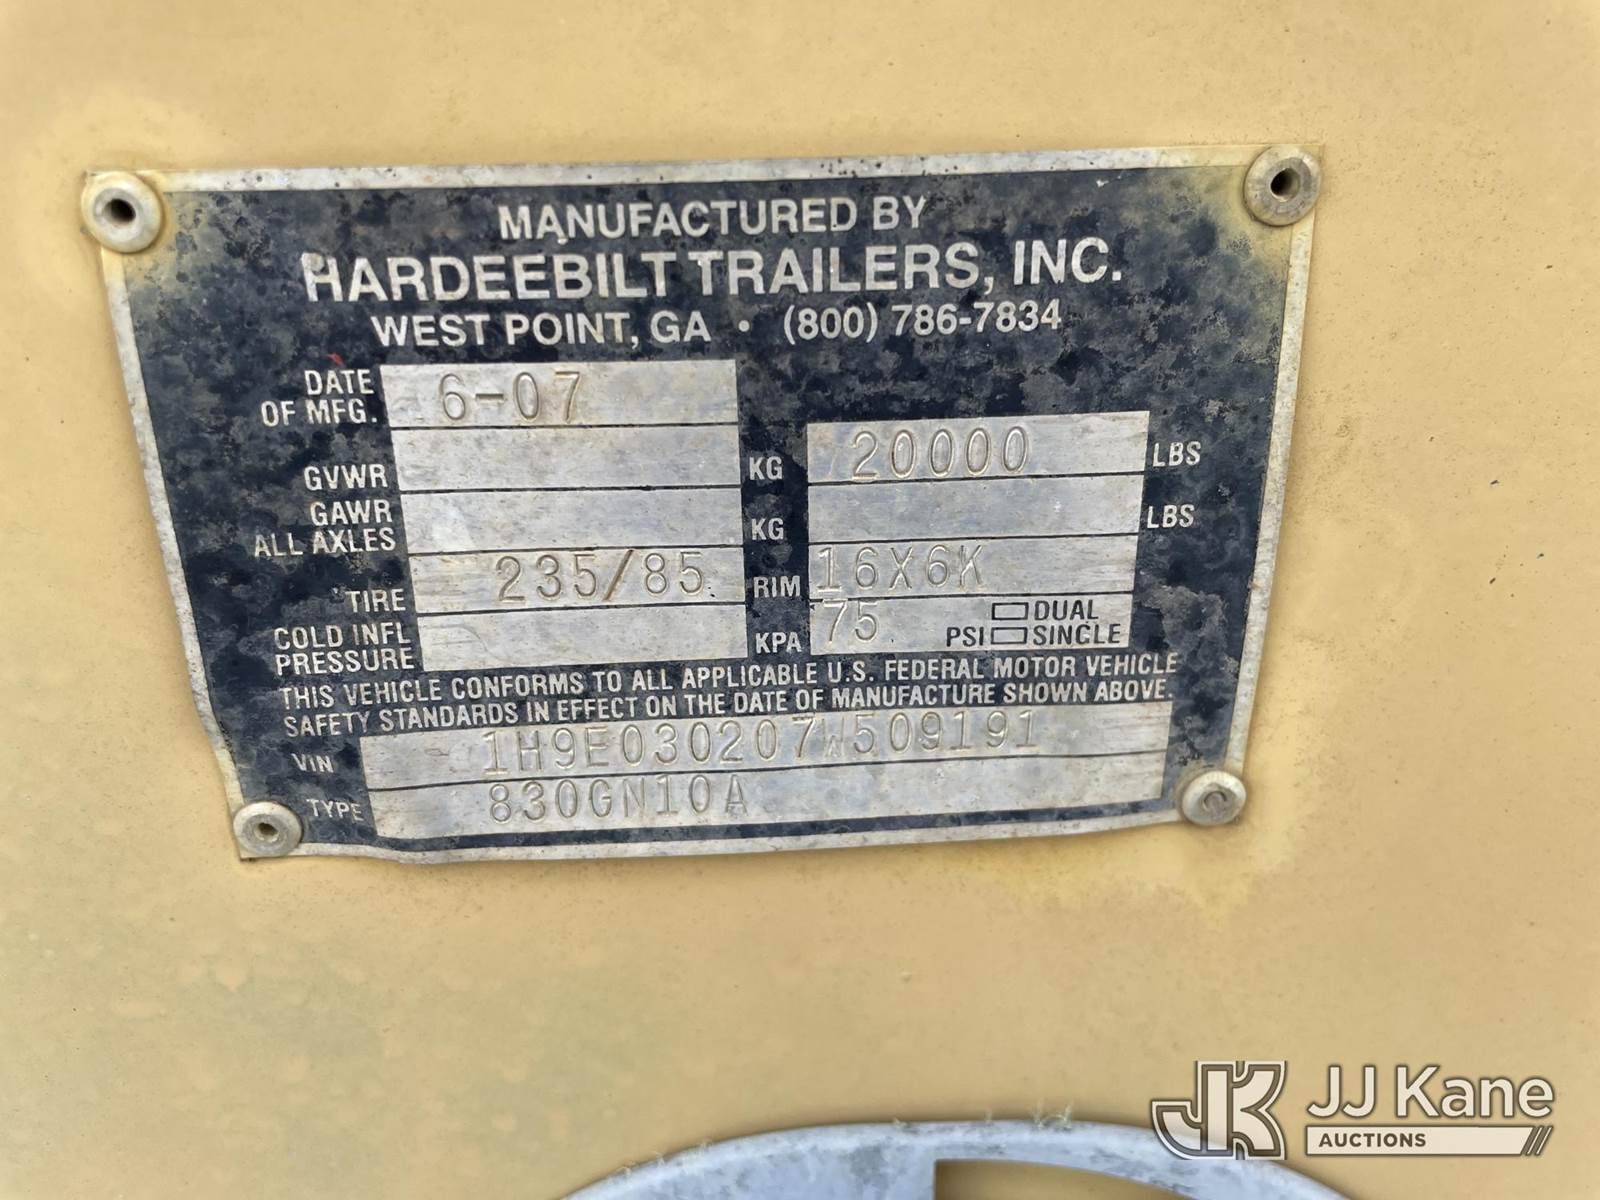 MANUFACTURED BY
HARDEEBILT TRAILERS, INC.
WEST POINT, GA • (800) 786-7834
DATE OF MFG. 6-07
GVWR KG 20000 LBS
GAWR ALL AXLES KG LBS
TIRE 235/85 RIM 16X6K
COLD INFL PRESSURE KPA 75 PSI DUAL SINGLE
THIS VEHICLE CONFORMS TO ALL APPLICABLE U.S. FEDERAL MOTOR VEHICLE
SAFETY STANDARDS IN EFFECT ON THE DATE OF MANUFACTURE SHOWN ABOVE.
VIN 1H9E030207W509191
TYPE 830GN10A
JK JJ Kane
AUCTIONS